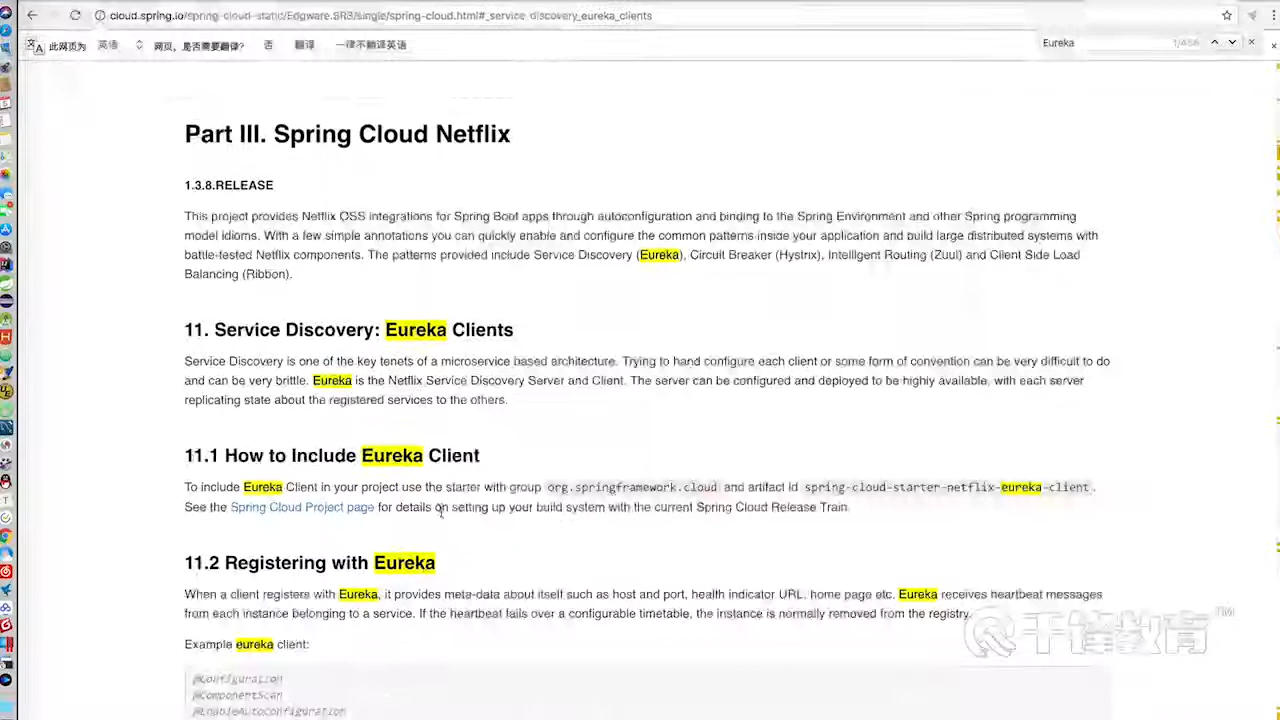 cloud.spring.io/spring-cloud-static/Edgware.SR3/single/spring-cloud.html#_service_discovery_eureka_clients
此网页为 英语 网页，是否需要翻译? 否 翻译 一律不翻译英语
Eureka
Part III. Spring Cloud Netflix
1.3.8.RELEASE
This project provides Netflix OSS integrations for Spring Boot apps through autoconfiguration and binding to the Spring Environment and other Spring programming
model idioms. With a few simple annotations you can quickly enable and configure the common patterns inside your application and build large distributed systems with
battle-tested Netflix components. The patterns provided include Service Discovery (Eureka), Circuit Breaker (Hystrix), Intelligent Routing (Zuul) and Client Side Load
Balancing (Ribbon).
11. Service Discovery: Eureka Clients
Service Discovery is one of the key tenets of a microservice based architecture. Trying to hand configure each client or some form of convention can be very difficult to do
and can be very brittle. Eureka is the Netflix Service Discovery Server and Client. The server can be configured and deployed to be highly available, with each server
replicating state about the registered services to the others.
11.1 How to Include Eureka Client
To include Eureka Client in your project use the starter with group org.springframework.cloud and artifact id spring-cloud-starter-netflix-eureka-client.
See the Spring Cloud Project page for details on setting up your build system with the current Spring Cloud Release Train.
11.2 Registering with Eureka
When a client registers with Eureka, it provides meta-data about itself such as host and port, health indicator URL, home page etc. Eureka receives heartbeat messages
from each instance belonging to a service. If the heartbeat fails over a configurable timetable, the instance is normally removed from the registry.
千锋教育™
Example eureka client:
@Configuration
@ComponentScan
@EnableAutoConfiguration